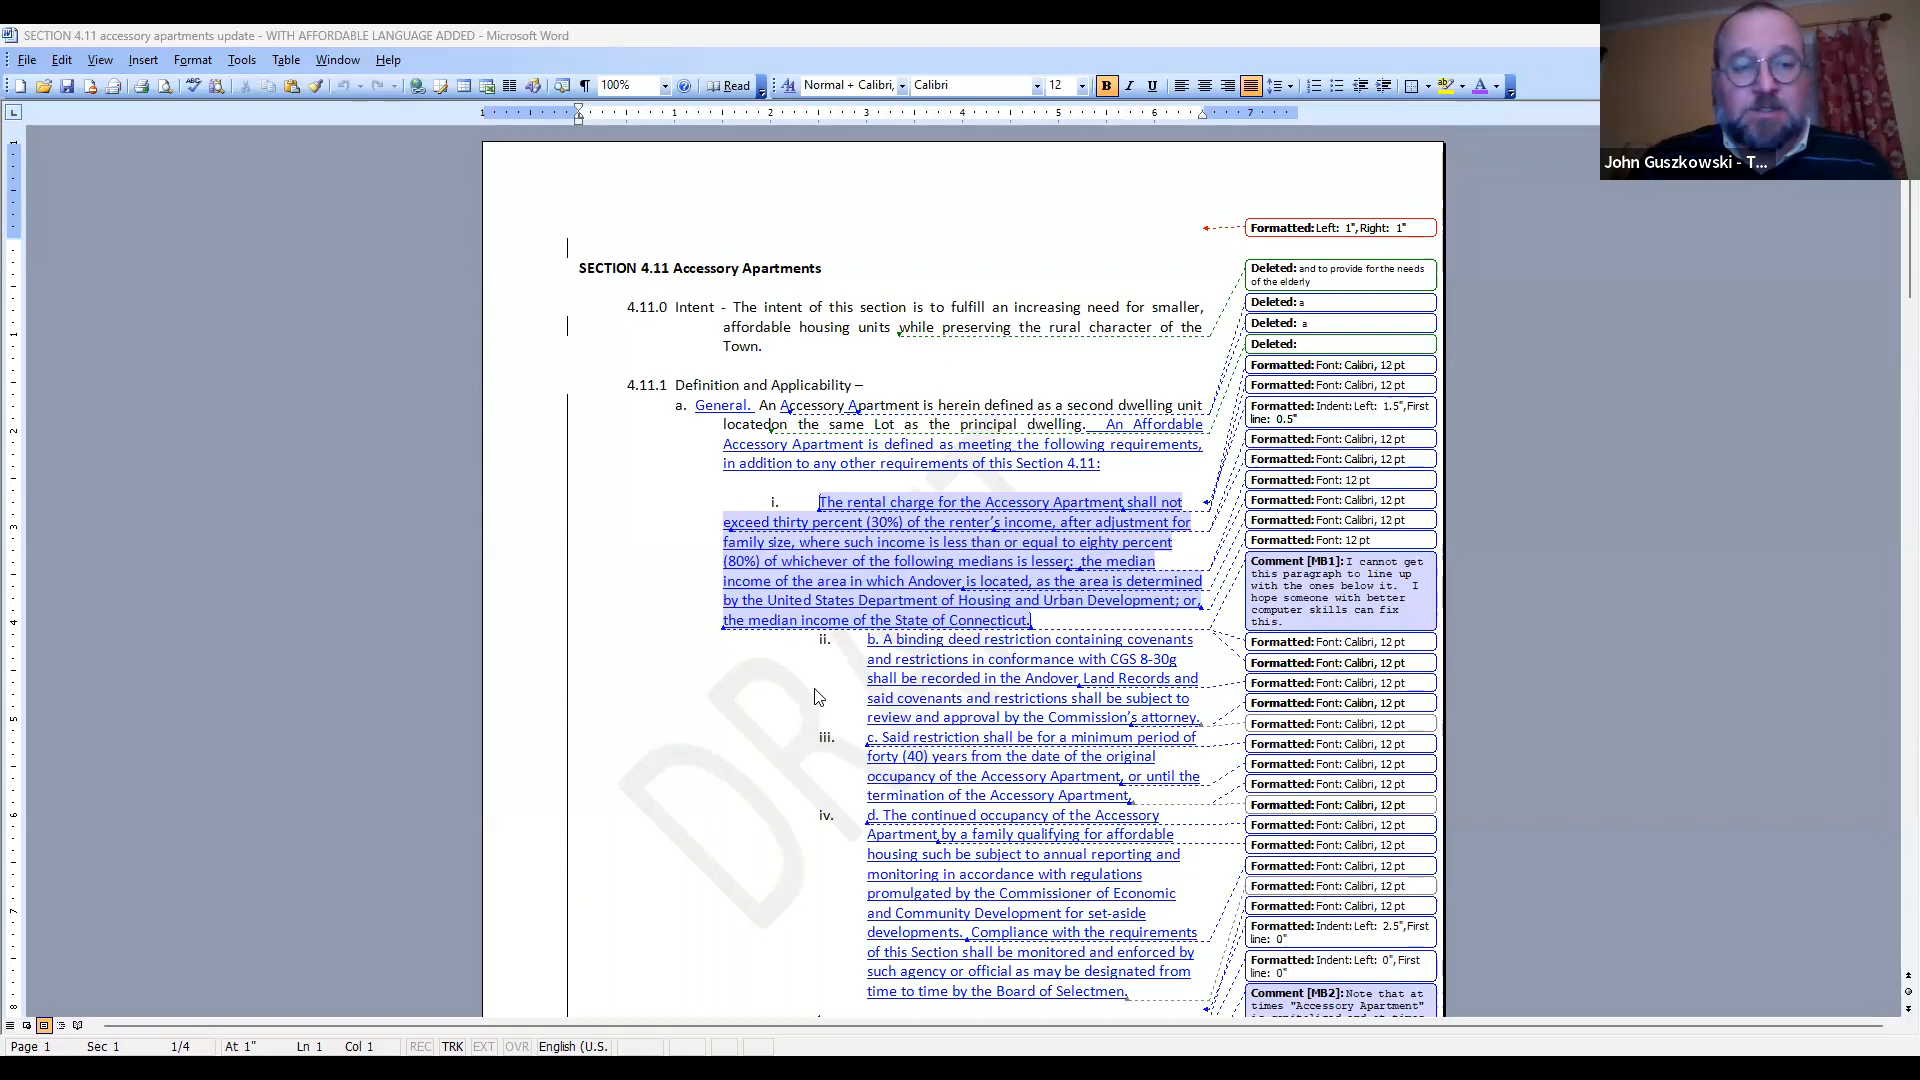 SECTION 4.11 accessory apartments update - WITH AFFORDABLE LANGUAGE ADDED - Microsoft Word
File Edit View Insert Format Tools Table Window Help
100% Read Normal + Calibri, Calibri 12 B I U
John Guszkowski - T...
1 1 2 3 4 5 6 7
SECTION 4.11 Accessory Apartments
4.11.0 Intent - The intent of this section is to fulfill an increasing need for smaller,
affordable housing units while preserving the rural character of the
Town.
4.11.1 Definition and Applicability –
a. General. An Accessory Apartment is herein defined as a second dwelling unit
locatedon the same Lot as the principal dwelling. An Affordable
Accessory Apartment is defined as meeting the following requirements,
in addition to any other requirements of this Section 4.11:
i. The rental charge for the Accessory Apartment shall not
exceed thirty percent (30%) of the renter's income, after adjustment for
family size, where such income is less than or equal to eighty percent
(80%) of whichever of the following medians is lesser: the median
income of the area in which Andover is located, as the area is determined
by the United States Department of Housing and Urban Development; or,
the median income of the State of Connecticut.
ii. b. A binding deed restriction containing covenants
and restrictions in conformance with CGS 8-30g
shall be recorded in the Andover Land Records and
said covenants and restrictions shall be subject to
review and approval by the Commission's attorney.
iii. c. Said restriction shall be for a minimum period of
forty (40) years from the date of the original
occupancy of the Accessory Apartment, or until the
termination of the Accessory Apartment.
iv. d. The continued occupancy of the Accessory
Apartment by a family qualifying for affordable
housing such be subject to annual reporting and
monitoring in accordance with regulations
promulgated by the Commissioner of Economic
and Community Development for set-aside
developments. Compliance with the requirements
of this Section shall be monitored and enforced by
such agency or official as may be designated from
time to time by the Board of Selectmen.
DRAFT
Formatted: Left: 1", Right: 1"
Deleted: and to provide for the needs
of the elderly
Deleted: a
Deleted: a
Deleted:
Formatted: Font: Calibri, 12 pt
Formatted: Font: Calibri, 12 pt
Formatted: Indent: Left: 1.5", First
line: 0.5"
Formatted: Font: Calibri, 12 pt
Formatted: Font: Calibri, 12 pt
Formatted: Font: 12 pt
Formatted: Font: Calibri, 12 pt
Formatted: Font: Calibri, 12 pt
Formatted: Font: 12 pt
Comment [MB1]: I cannot get
this paragraph to line up
with the ones below it. I
hope someone with better
computer skills can fix
this.
Formatted: Font: Calibri, 12 pt
Formatted: Font: Calibri, 12 pt
Formatted: Font: Calibri, 12 pt
Formatted: Font: Calibri, 12 pt
Formatted: Font: Calibri, 12 pt
Formatted: Font: Calibri, 12 pt
Formatted: Font: Calibri, 12 pt
Formatted: Font: Calibri, 12 pt
Formatted: Font: Calibri, 12 pt
Formatted: Font: Calibri, 12 pt
Formatted: Font: Calibri, 12 pt
Formatted: Font: Calibri, 12 pt
Formatted: Font: Calibri, 12 pt
Formatted: Font: Calibri, 12 pt
Formatted: Indent: Left: 2.5", First
line: 0"
Formatted: Indent: Left: 0", First
line: 0"
Comment [MB2]: Note that at
times "Accessory Apartment"
Page 1 Sec 1 1/4 At 1" Ln 1 Col 1 REC TRK EXT OVR English (U.S.